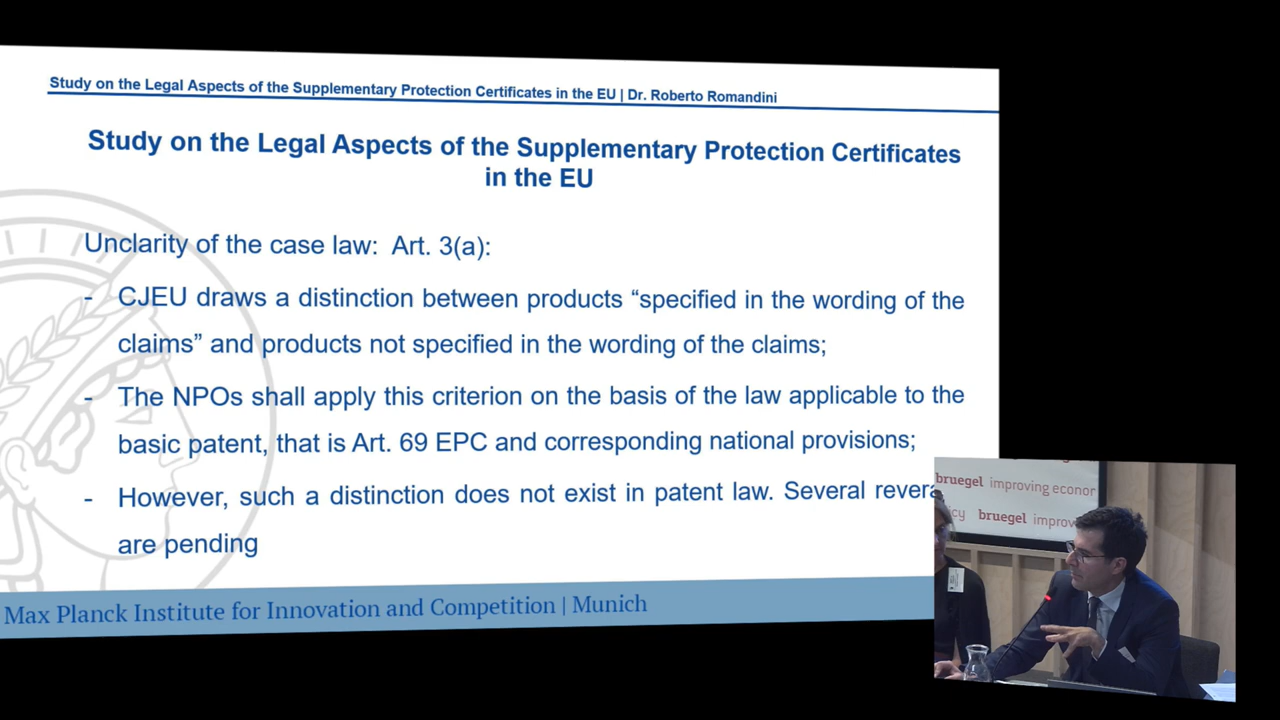 Study on the Legal Aspects of the Supplementary Protection Certificates in the EU | Dr. Roberto Romandini
Study on the Legal Aspects of the Supplementary Protection Certificates
in the EU
Unclarity of the case law: Art. 3(a):
- CJEU draws a distinction between products “specified in the wording of the
claims” and products not specified in the wording of the claims;
- The NPOs shall apply this criterion on the basis of the law applicable to the
basic patent, that is Art. 69 EPC and corresponding national provisions;
- However, such a distinction does not exist in patent law. Several
are pending
Max Planck Institute for Innovation and Competition | Munich
bruegel improving
bruegel